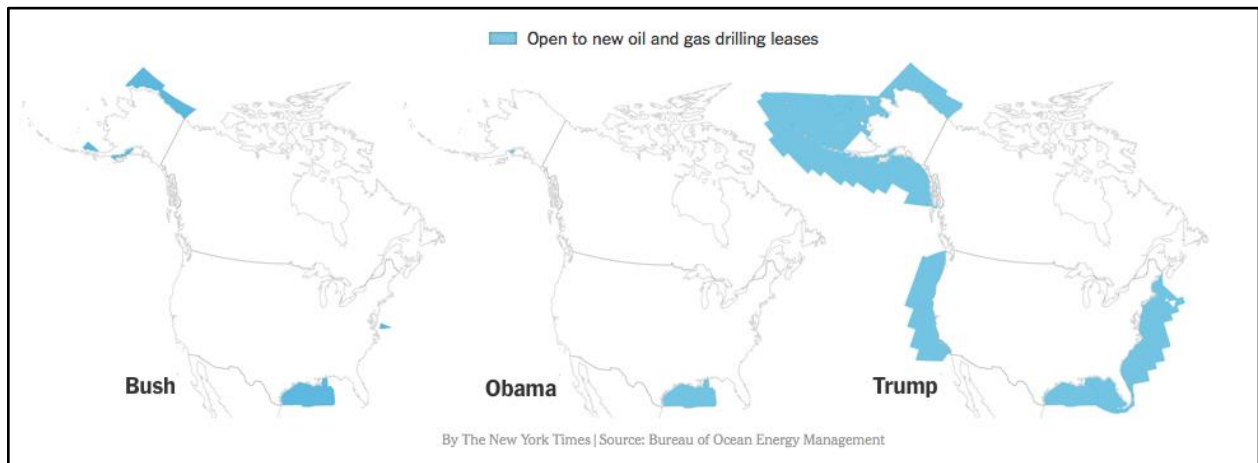 Open to new oil and gas drilling leases
Bush
Obama
Trump
By The New York Times | Source: Bureau of Ocean Energy Management